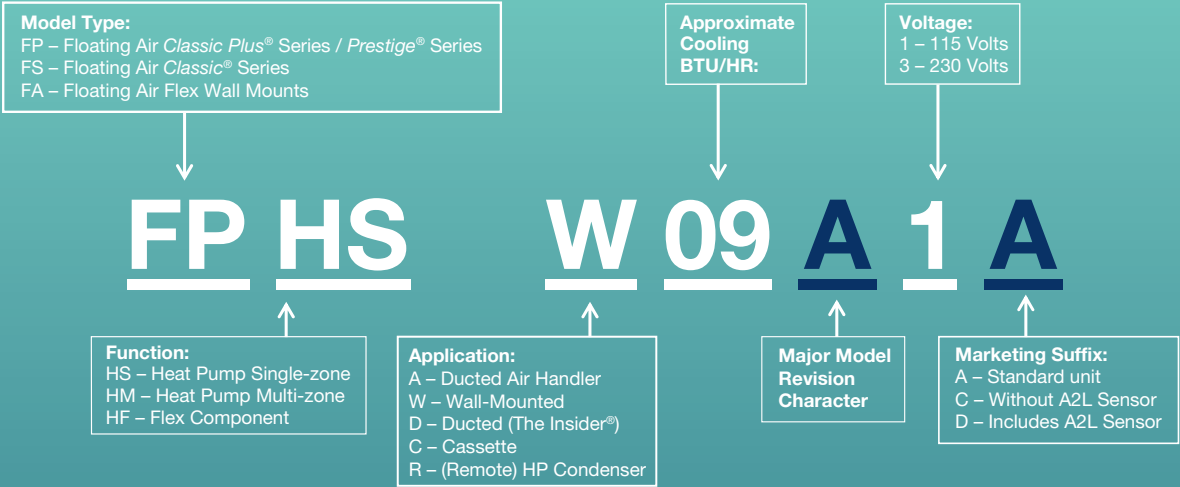 Model Type:
FP – Floating Air Classic Plus® Series / Prestige® Series
FS – Floating Air Classic® Series
FA – Floating Air Flex Wall Mounts
Approximate
Cooling
BTU/HR:
Voltage:
1 – 115 Volts
3 – 230 Volts
FP HS W 09 A 1 A
Function:
HS – Heat Pump Single-zone
HM – Heat Pump Multi-zone
HF – Flex Component
Application:
A – Ducted Air Handler
W – Wall-Mounted
D – Ducted (The Insider®)
C – Cassette
R – (Remote) HP Condenser
Major Model
Revision
Character
Marketing Suffix:
A – Standard unit
C – Without A2L Sensor
D – Includes A2L Sensor